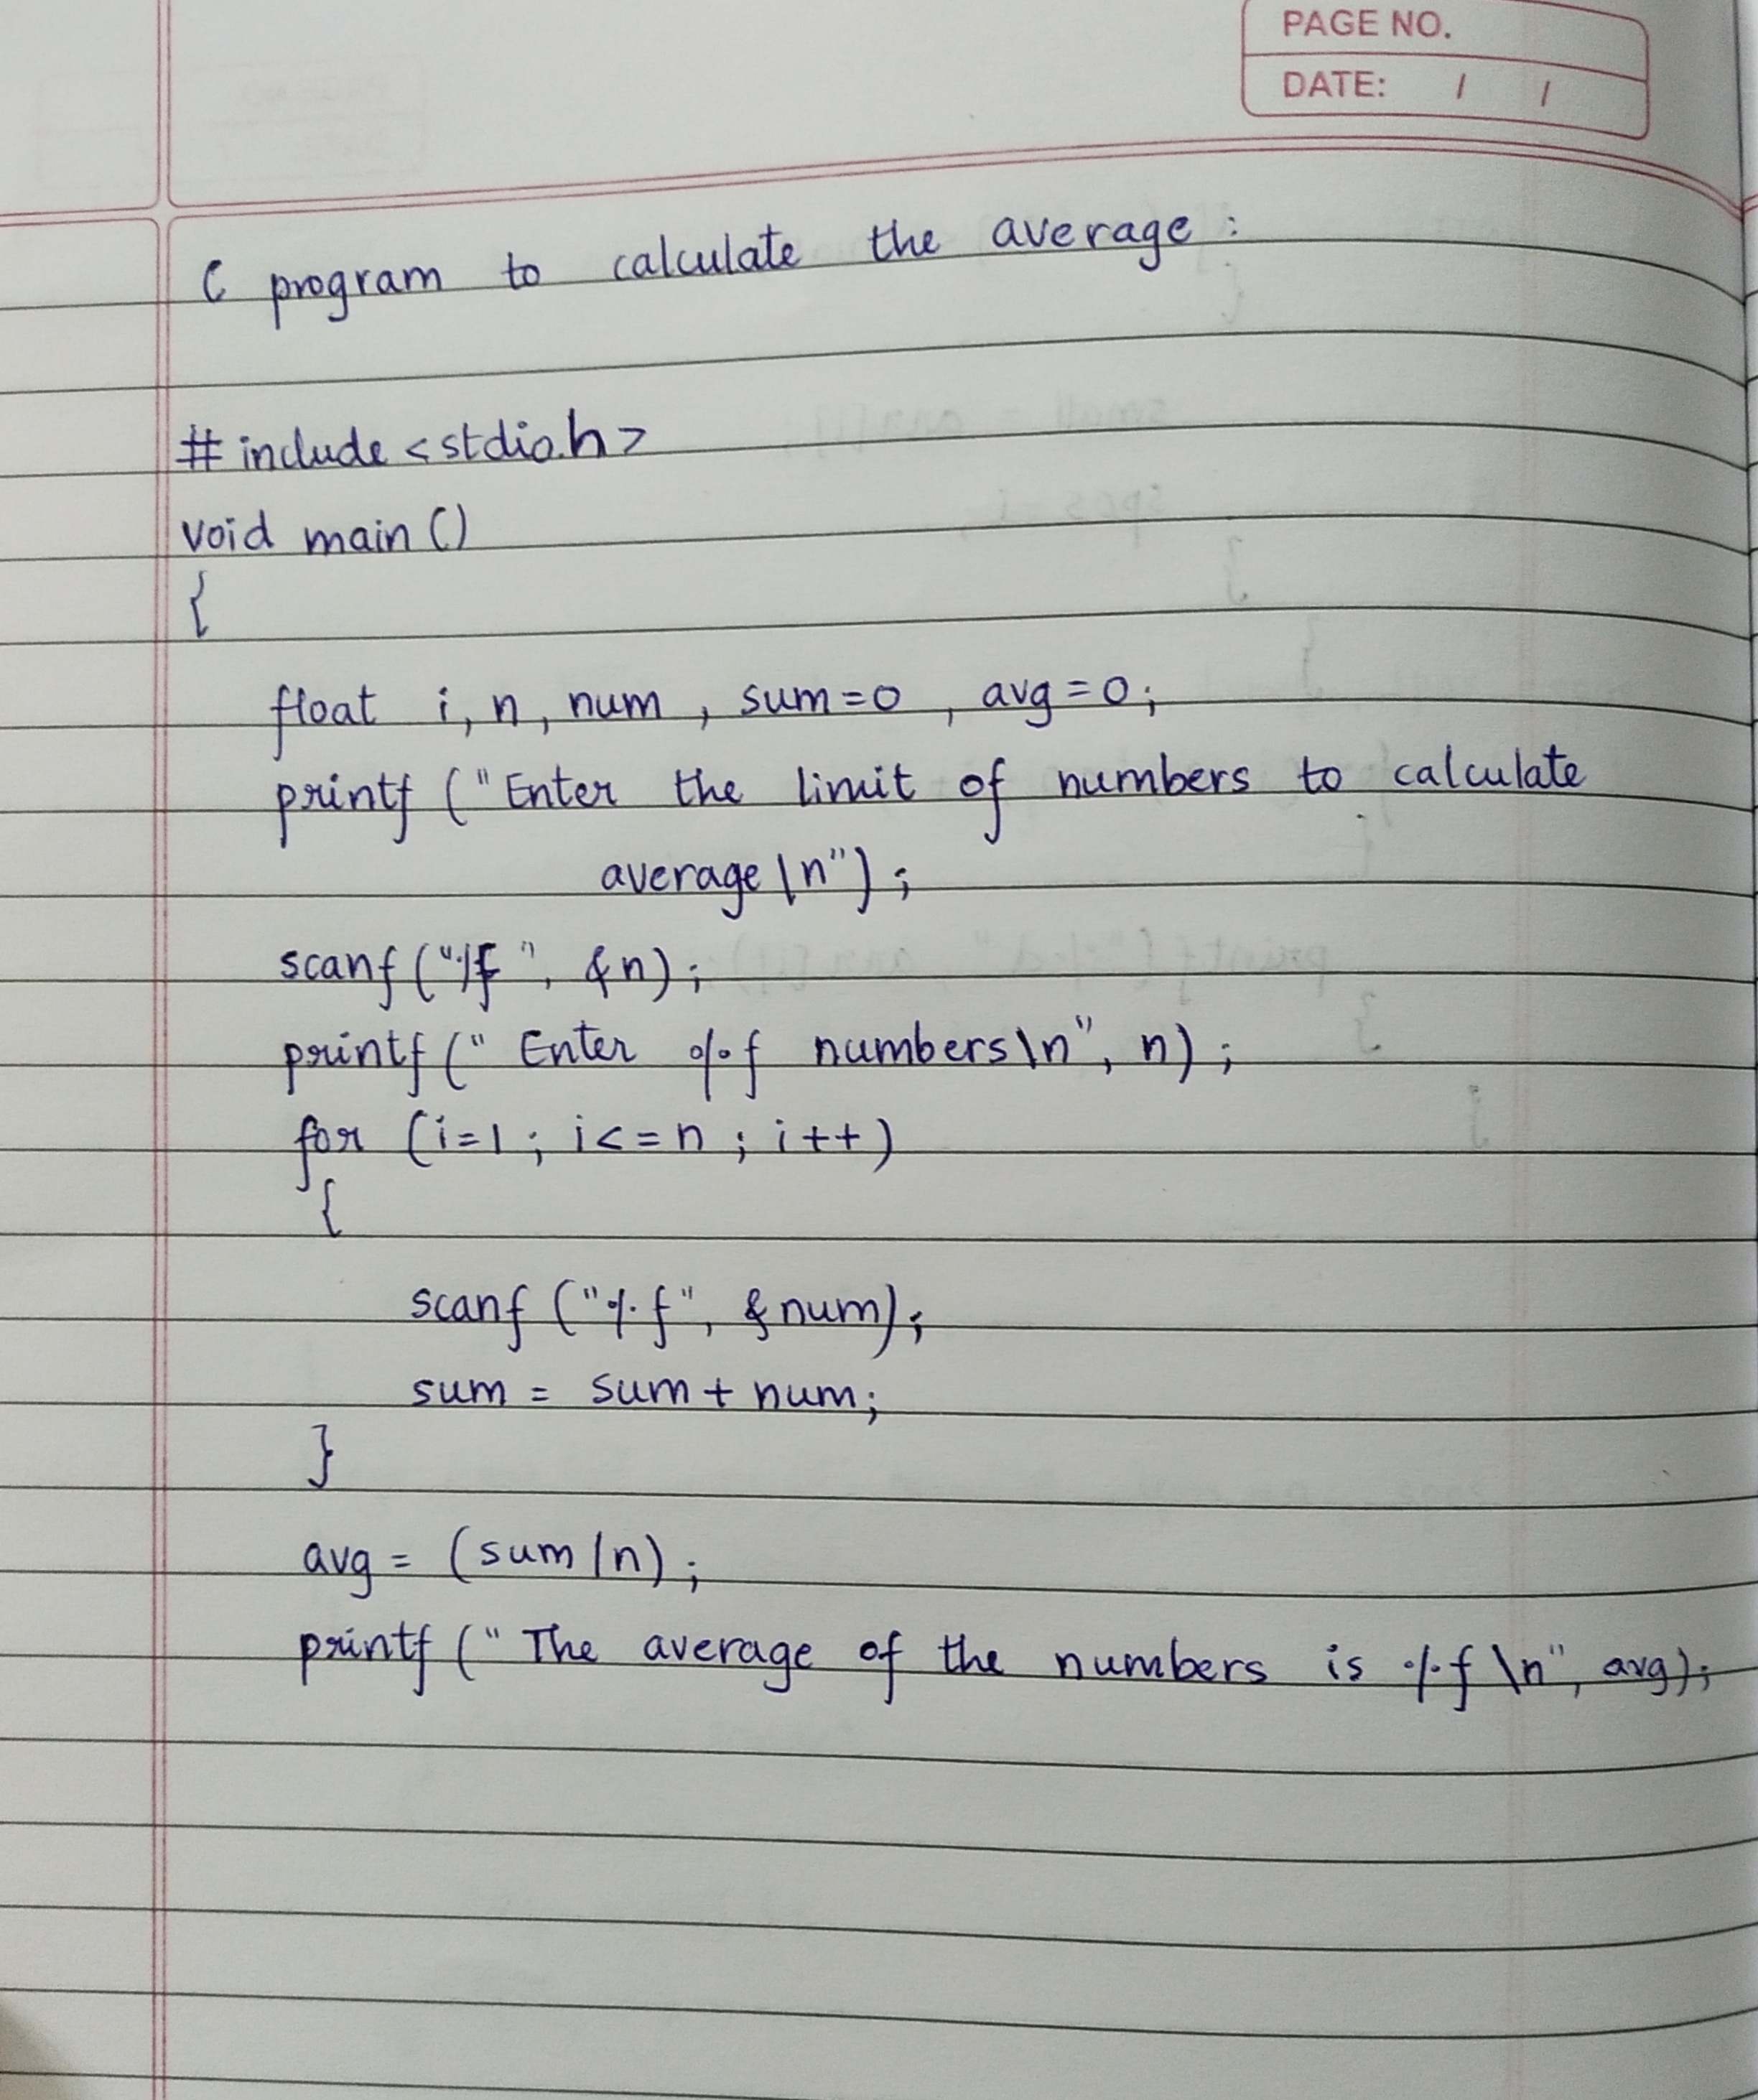 PAGE NO.
DATE: / /
C program to calculate the average :
# include <stdio.h>
void main ()
{
float i, n, num, sum=0, avg=0;
printf ("Enter the limit of numbers to calculate
average \n");
scanf ("%f", &n);
printf (" Enter %f numbers\n", n);
for (i=1; i<=n; i++)
{
scanf ("%f", &num);
sum = sum + num;
}
avg = (sum/n);
printf (" The average of the numbers is %f \n", avg);